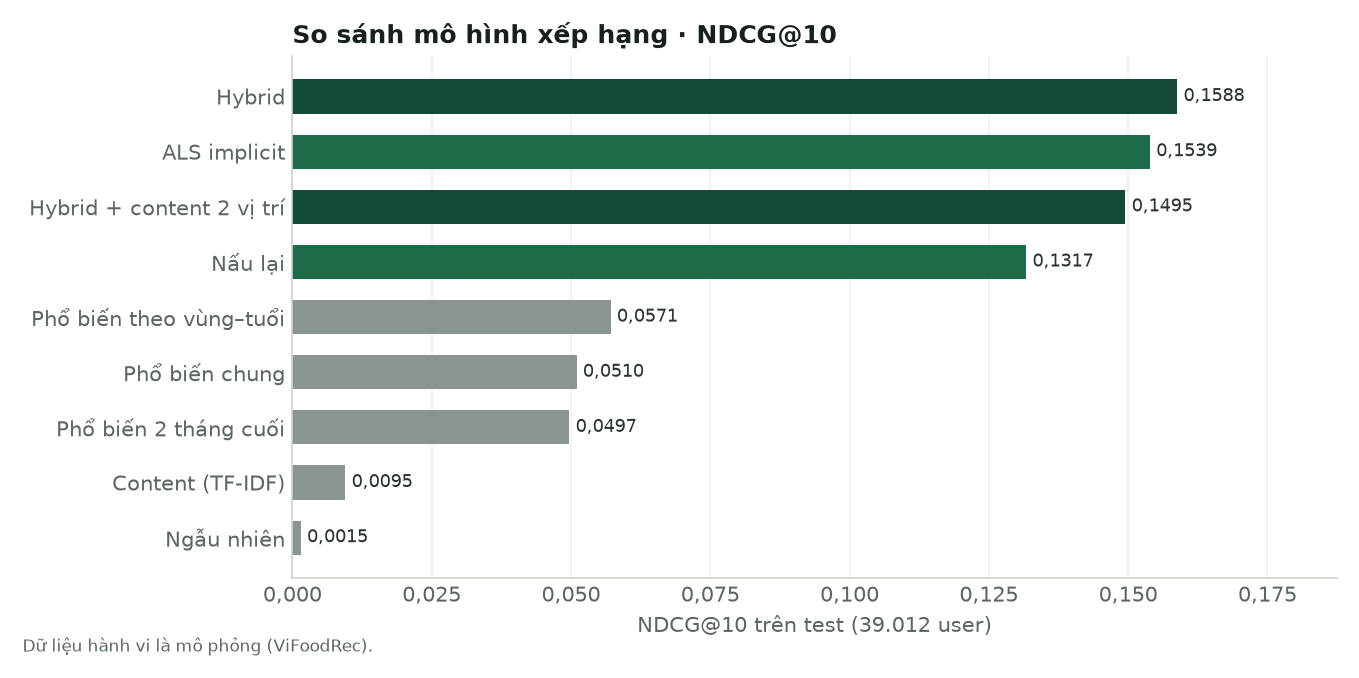 So sánh mô hình xếp hạng · NDCG@10
Hybrid
0,1588
ALS implicit
0,1539
Hybrid + content 2 vị trí
0,1495
Nấu lại
0,1317
Phổ biến theo vùng–tuổi
0,0571
Phổ biến chung
0,0510
Phổ biến 2 tháng cuối
0,0497
Content (TF-IDF)
0,0095
Ngẫu nhiên
0,0015
0,000 0,025 0,050 0,075 0,100 0,125 0,150 0,175
NDCG@10 trên test (39.012 user)
Dữ liệu hành vi là mô phỏng (ViFoodRec).